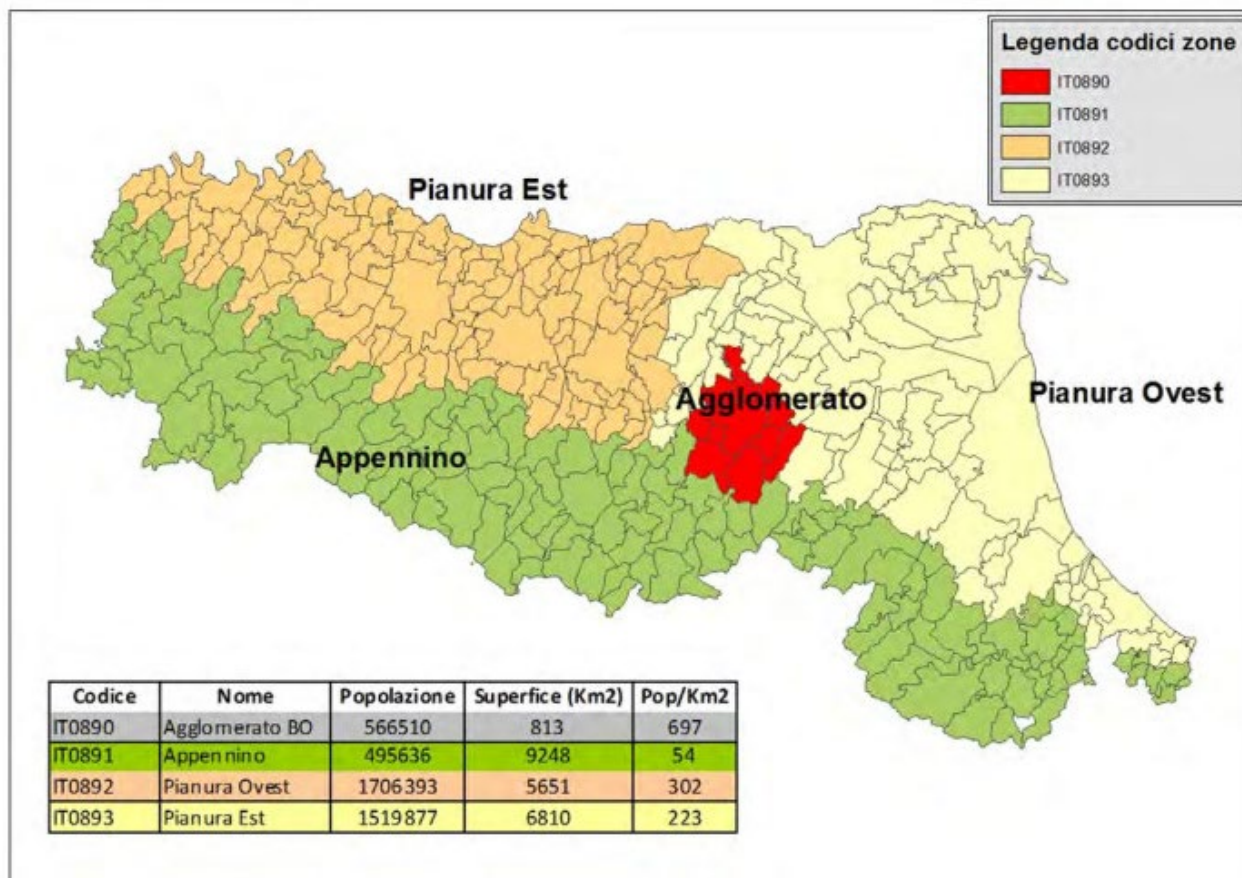 Legenda codici zone
IT0890
IT0891
IT0892
IT0893
Pianura Est
Agglomerato
Pianura Ovest
Appennino
Codice Nome Popolazione Superfice (Km2) Pop/Km2
IT0890 Agglomerato BO 566510 813 697
IT0891 Appennino 495636 9248 54
IT0892 Pianura Ovest 1706393 5651 302
IT0893 Pianura Est 1519877 6810 223